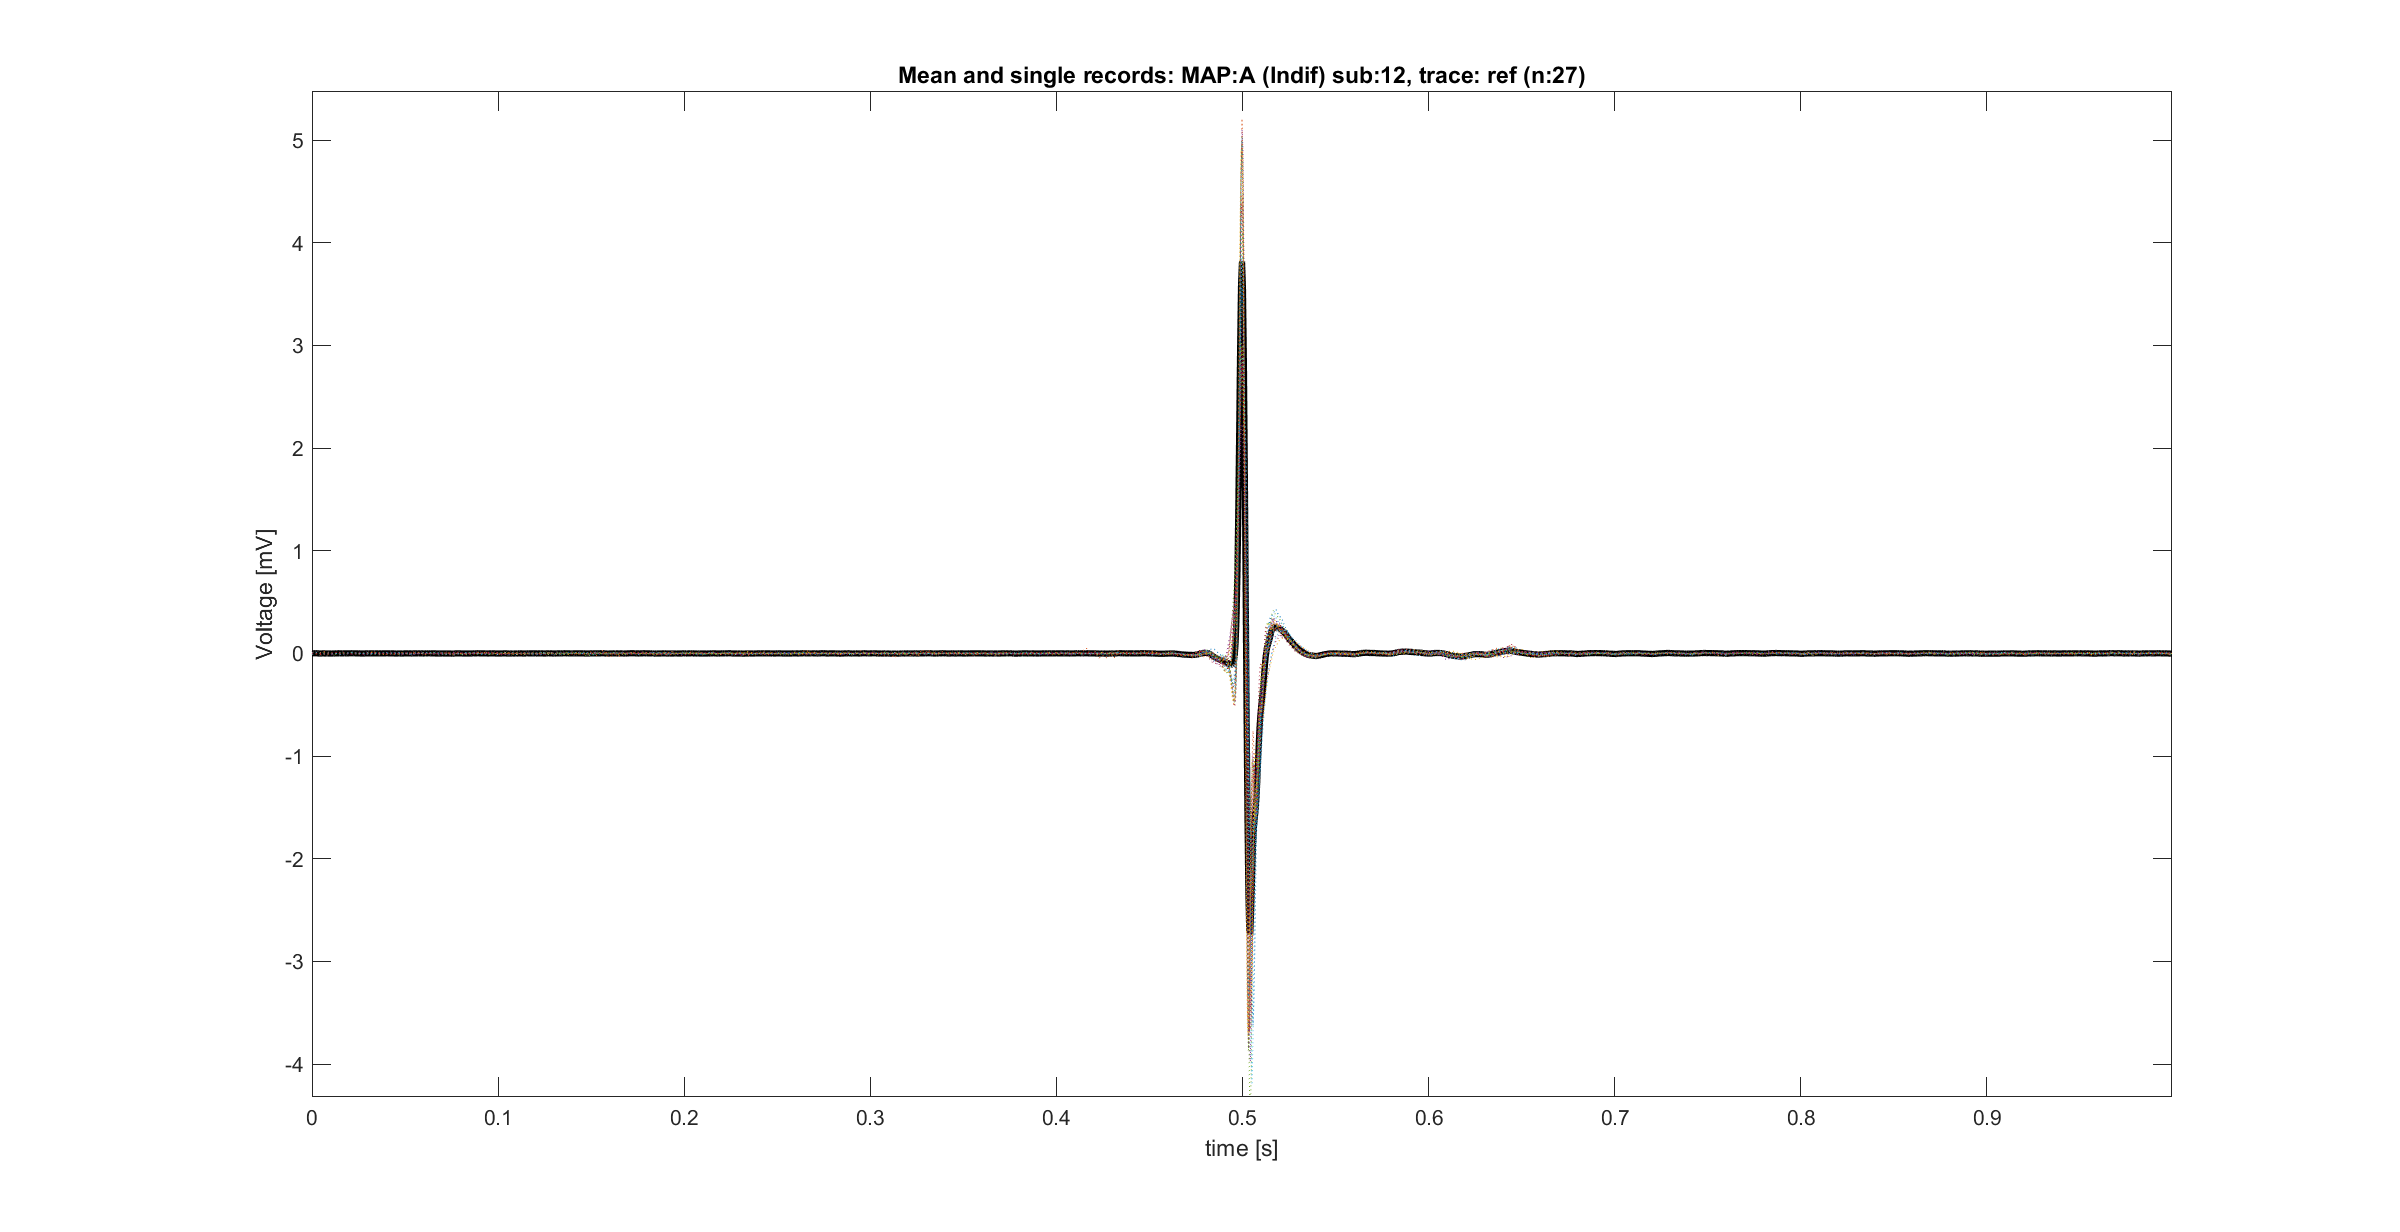 Mean and single records: MAP:A (Indif) sub:12, trace: ref (n:27)
5
4
3
2
1
0
-1
-2
-3
-4
Voltage [mV]
0 0.1 0.2 0.3 0.4 0.5 0.6 0.7 0.8 0.9
time [s]